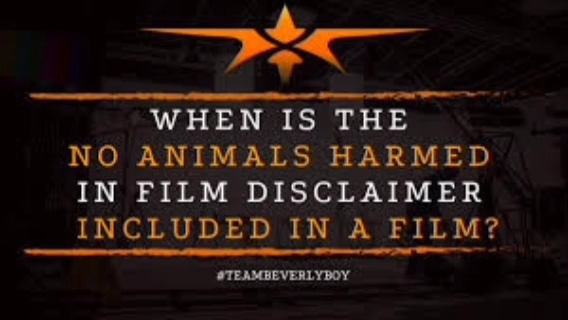 WHEN IS THE
NO ANIMALS HARMED
IN FILM DISCLAIMER
INCLUDED IN A FILM?
#TEAMBEVERLYBOY